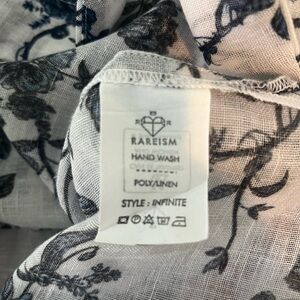 RAREISM
HAND WASH
POLY/LINEN
STYLE : INFINITE